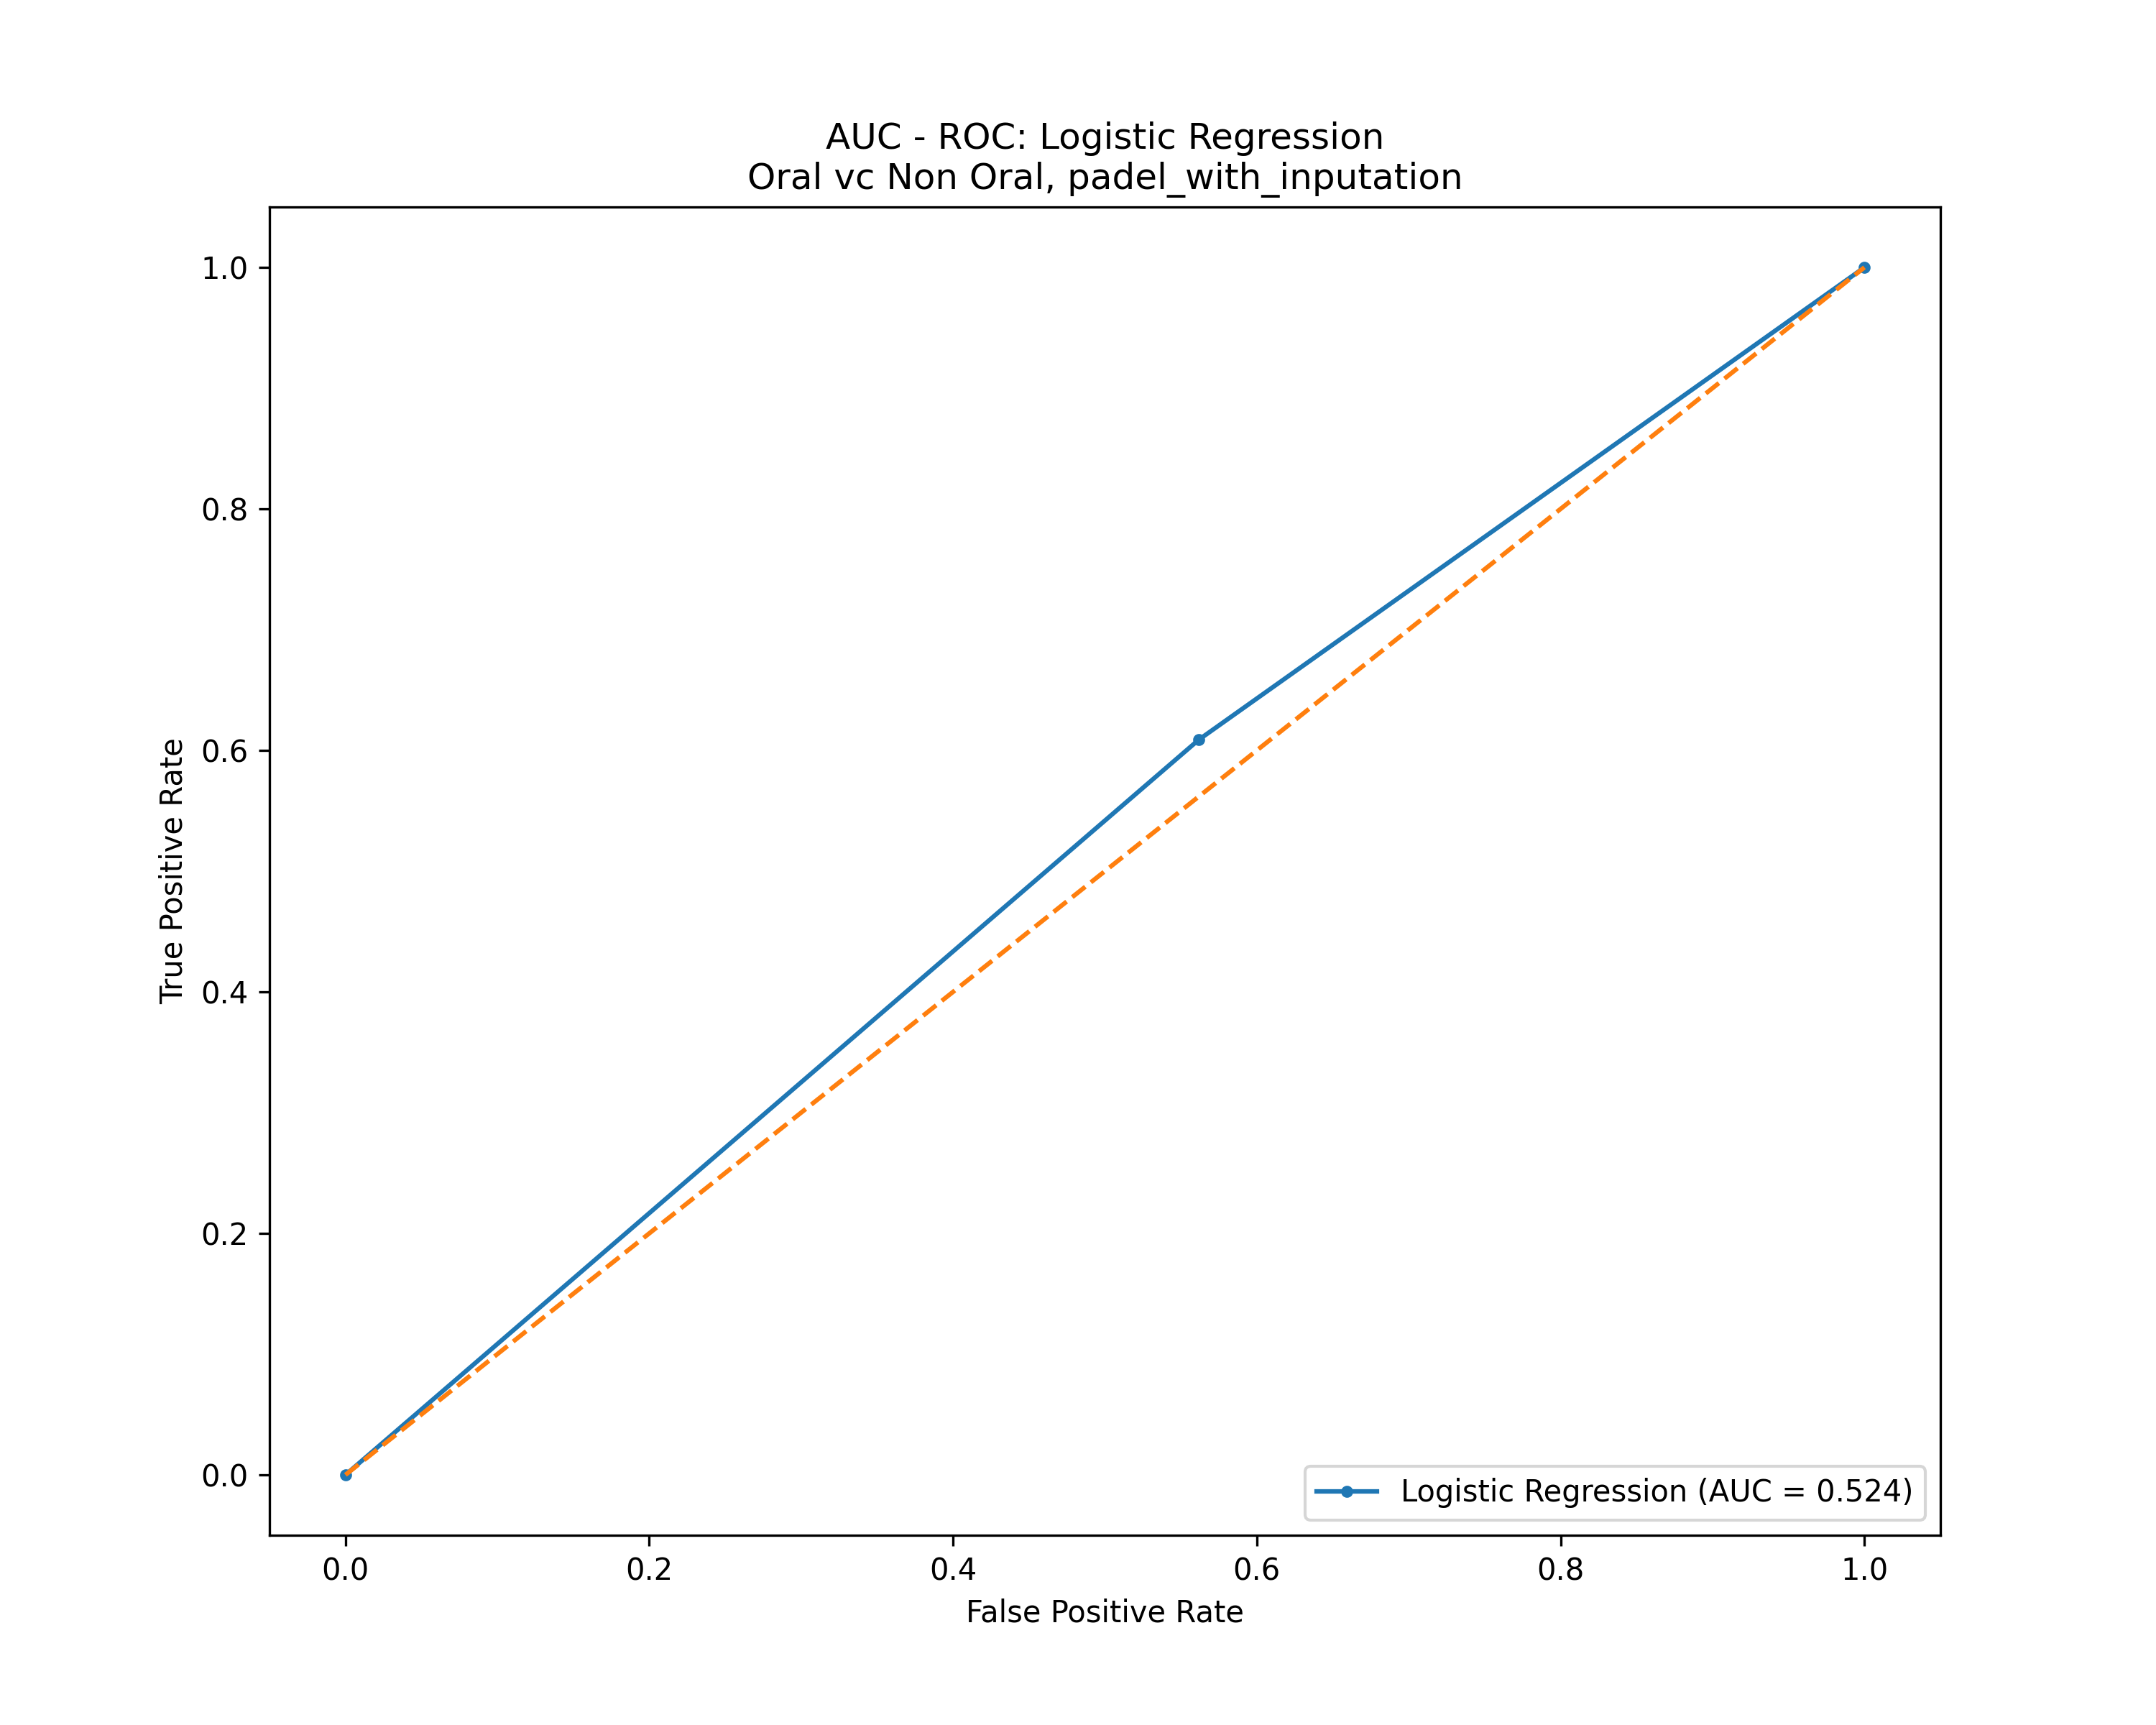 AUC - ROC: Logistic Regression
Oral vc Non Oral, padel_with_inputation
True Positive Rate
1.0
0.8
0.6
0.4
0.2
0.0
0.0 0.2 0.4 0.6 0.8 1.0
False Positive Rate
Logistic Regression (AUC = 0.524)